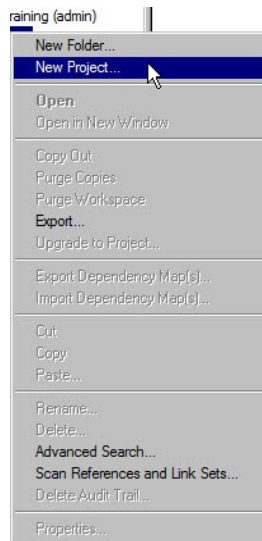 raining (admin)
New Folder...
New Project...
Open
Open in New Window
Copy Out
Purge Copies
Purge Workspace
Export...
Upgrade to Project...
Export Dependency Map(s)...
Import Dependency Map(s)...
Cut
Copy
Paste...
Rename...
Delete...
Advanced Search...
Scan References and Link Sets...
Delete Audit Trail...
Properties...